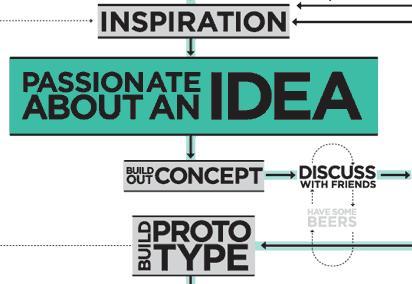 INSPIRATION
PASSIONATE
ABOUT AN IDEA
BUILD
OUT CONCEPT
DISCUSS
WITH FRIENDS
HAVE SOME
BEERS
BUILD PROTO
TYPE